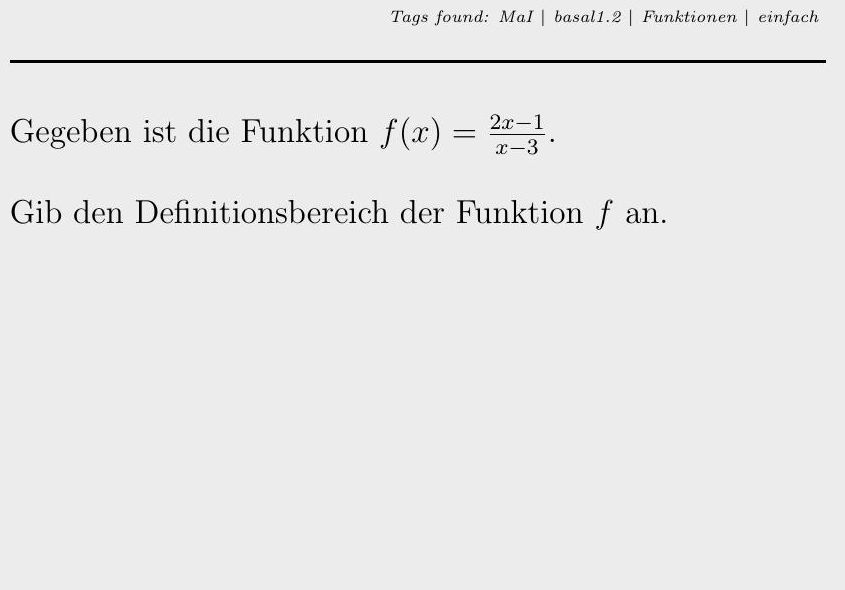 Tags found: MaI | basal1.2 | Funktionen | einfach
Gegeben ist die Funktion $f(x) = \frac{2x-1}{x-3}$.
Gib den Definitionsbereich der Funktion $f$ an.